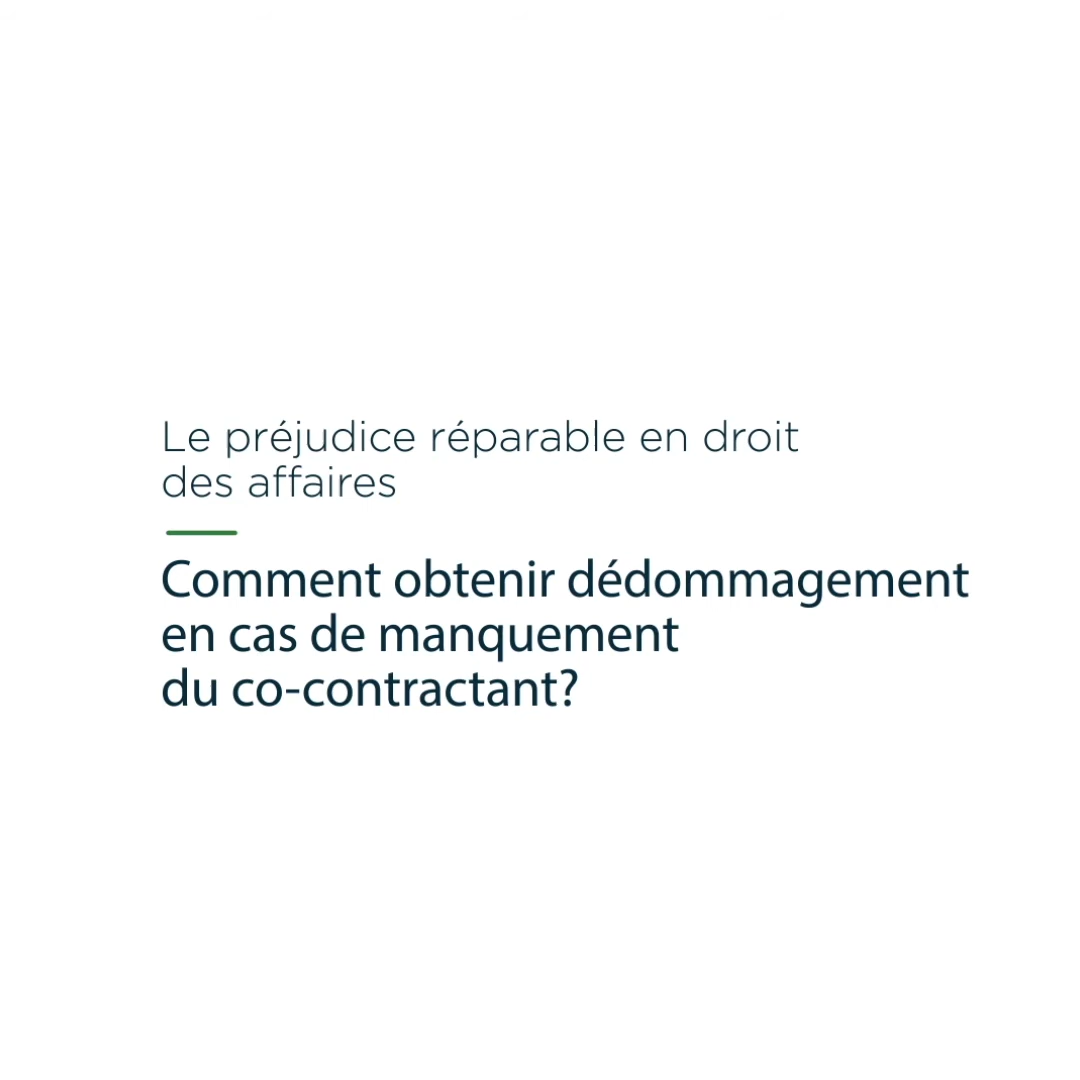 Le préjudice réparable en droit
des affaires
Comment obtenir dédommagement
en cas de manquement
du co-contractant?